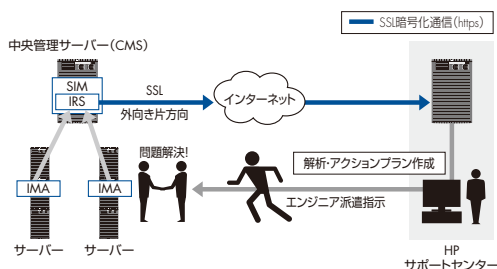 SSL暗号化通信(https)
中央管理サーバー(CMS)
SIM
IRS
SSL
外向き片方向
インターネット
問題解決!
解析・アクションプラン作成
IMA
IMA
エンジニア派遣指示
サーバー
サーバー
HP
サポートセンター